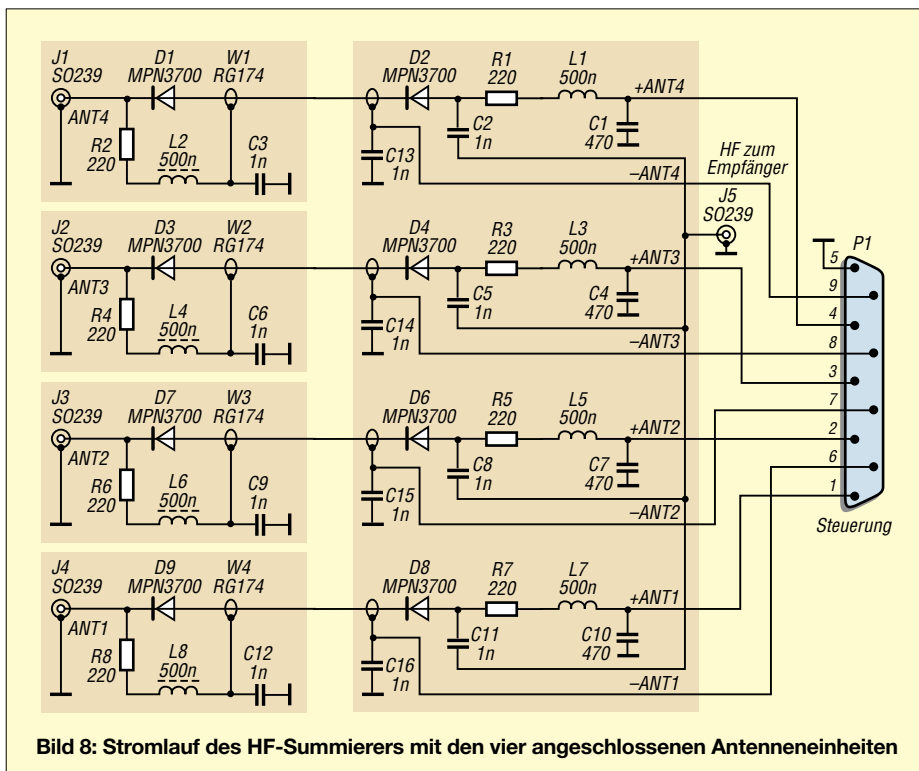 J1
SO239
D1
MPN3700
W1
RG174
D2
MPN3700
R1
220
L1
500n
+ANT4
ANT4
R2
220
L2
500n
C3
1n
C13
1n
C2
1n
C1
470
–ANT4
HF zum
Empfänger
J5
SO239
P1
J2
SO239
D3
MPN3700
W2
RG174
D4
MPN3700
R3
220
L3
500n
+ANT3
ANT3
R4
220
L4
500n
C6
1n
C14
1n
C5
1n
C4
470
–ANT3
5
9
4
8
3
7
2
6
1
Steuerung
J3
SO239
D7
MPN3700
W3
RG174
D6
MPN3700
R5
220
L5
500n
+ANT2
ANT2
R6
220
L6
500n
C9
1n
C15
1n
C8
1n
C7
470
–ANT2
J4
SO239
D9
MPN3700
W4
RG174
D8
MPN3700
R7
220
L7
500n
+ANT1
ANT1
R8
220
L8
500n
C12
1n
C16
1n
C11
1n
C10
470
–ANT1
Bild 8: Stromlauf des HF-Summierers mit den vier angeschlossenen Antenneneinheiten